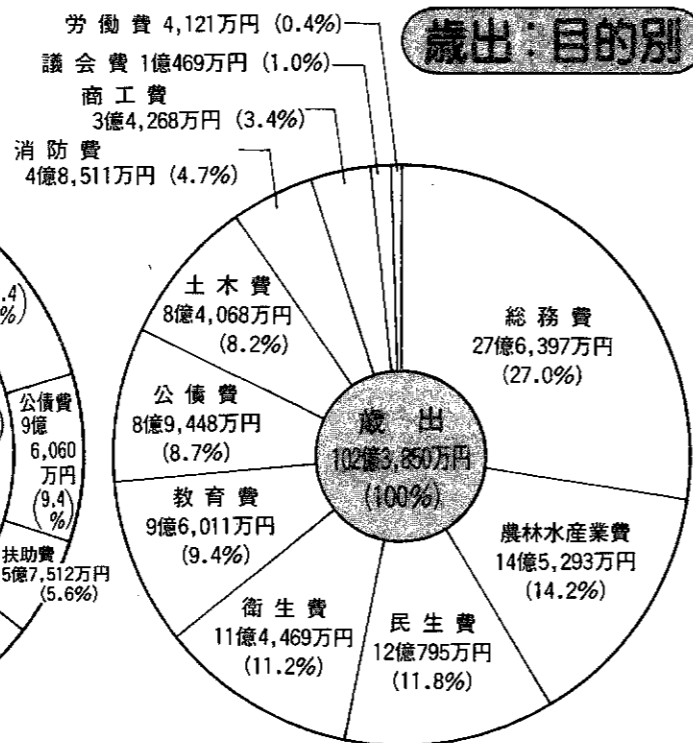 歳出：目的別
労働費 4,121万円 (0.4%)
議会費 1億469万円 (1.0%)
商工費
3億4,268万円 (3.4%)
消防費
4億8,511万円 (4.7%)
土木費
8億4,068万円
(8.2%)
公債費
8億9,448万円
(8.7%)
教育費
9億6,011万円
(9.4%)
衛生費
11億4,469万円
(11.2%)
民生費
12億795万円
(11.8%)
農林水産業費
14億5,293万円
(14.2%)
総務費
27億6,397万円
(27.0%)
歳出
102億3,850万円
(100%)
.4
%)
公債費
9億
6,060
万円
(9.4
%)
扶助費
5億7,512万円
(5.6%)